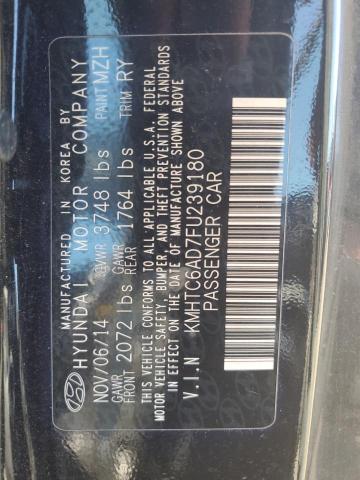 MANUFACTURED IN KOREA BY
HYUNDAI MOTOR COMPANY
NOV/06/14 GVWR 3748 lbs PAINT MZH
GAWR FRONT 2072 lbs GAWR REAR 1764 lbs TRIM RY
THIS VEHICLE CONFORMS TO ALL APPLICABLE U.S.A. FEDERAL
MOTOR VEHICLE SAFETY, BUMPER, AND THEFT PREVENTION STANDARDS
IN EFFECT ON THE DATE OF MANUFACTURE SHOWN ABOVE
V.I.N KMHTC6AD7FU239180
PASSENGER CAR